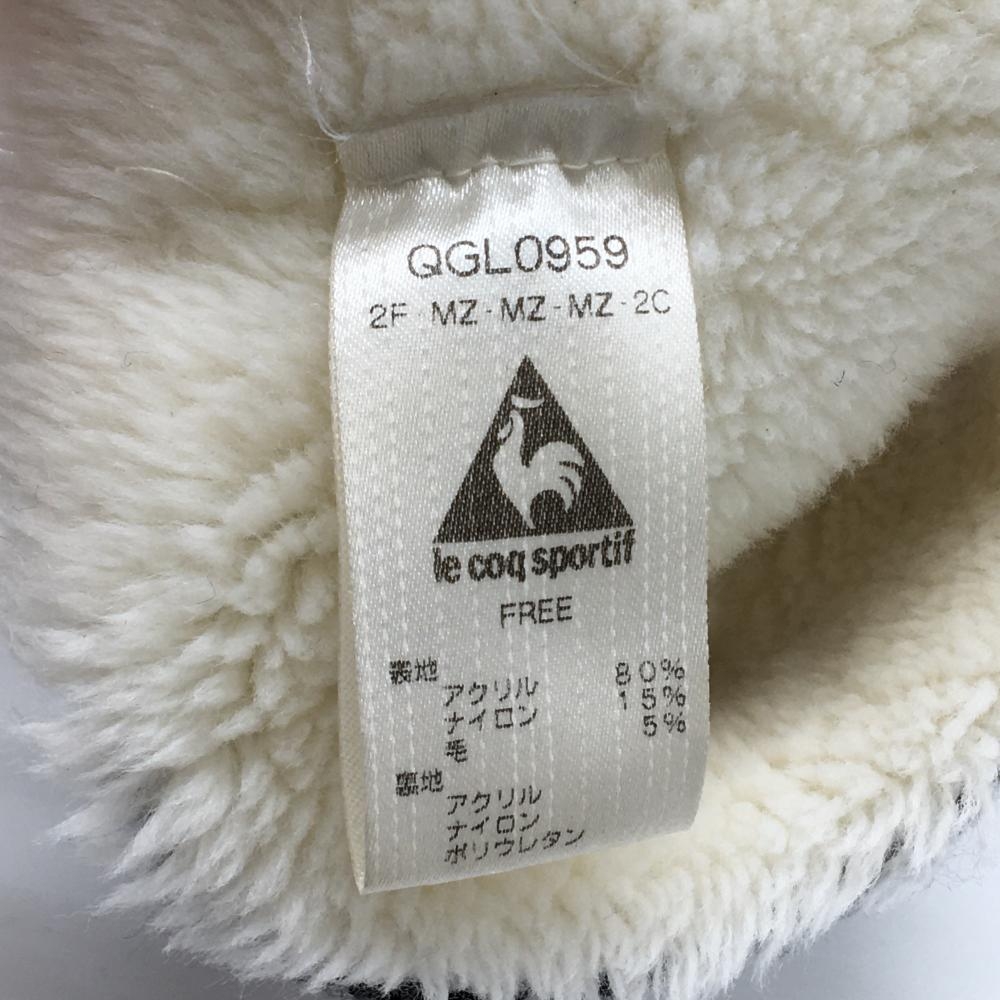 QGL0959
2F MZ-MZ-MZ-2C
le coq sportif
FREE
表地
アクリル 80%
ナイロン 15%
毛 5%
裏地
アクリル
ナイロン
ポリウレタン